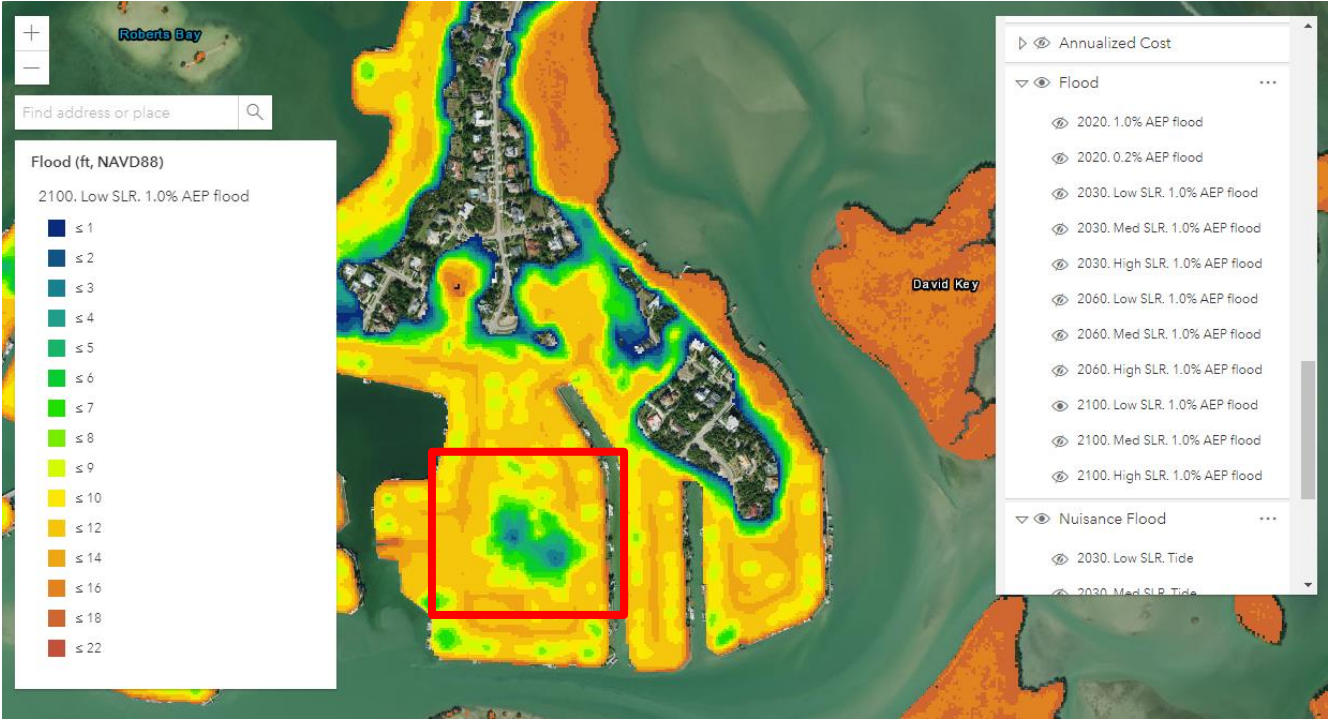 +
Roberts Bay
−
Find address or place
Flood (ft, NAVD88)
2100. Low SLR. 1.0% AEP flood
≤ 1
≤ 2
≤ 3
≤ 4
≤ 5
≤ 6
≤ 7
≤ 8
≤ 9
≤ 10
≤ 12
≤ 14
≤ 16
≤ 18
≤ 22
David Key
Annualized Cost
Flood
2020. 1.0% AEP flood
2020. 0.2% AEP flood
2030. Low SLR. 1.0% AEP flood
2030. Med SLR. 1.0% AEP flood
2030. High SLR. 1.0% AEP flood
2060. Low SLR. 1.0% AEP flood
2060. Med SLR. 1.0% AEP flood
2060. High SLR. 1.0% AEP flood
2100. Low SLR. 1.0% AEP flood
2100. Med SLR. 1.0% AEP flood
2100. High SLR. 1.0% AEP flood
Nuisance Flood
2030. Low SLR. Tide
2030. Med SLR. Tide